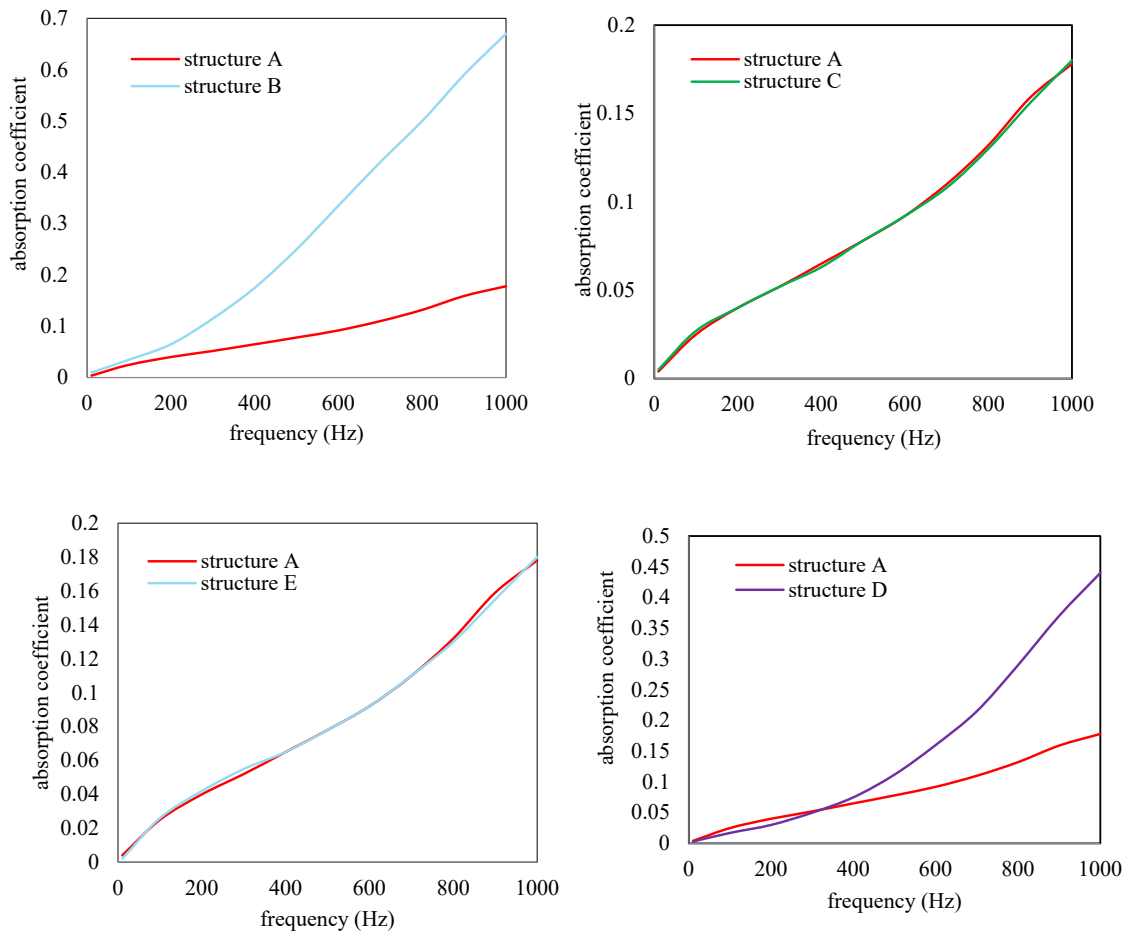 0.7
0.6
0.5
0.4
0.3
0.2
0.1
0
absorption coefficient
structure A
structure B
0 200 400 600 800 1000
frequency (Hz)
0.2
0.15
0.1
0.05
0
absorption coefficient
structure A
structure C
0 200 400 600 800 1000
frequency (Hz)
0.2
0.18
0.16
0.14
0.12
0.1
0.08
0.06
0.04
0.02
0
absorption coefficient
structure A
structure E
0 200 400 600 800 1000
frequency (Hz)
0.5
0.45
0.4
0.35
0.3
0.25
0.2
0.15
0.1
0.05
0
absorption coefficient
structure A
structure D
0 200 400 600 800 1000
frequency (Hz)